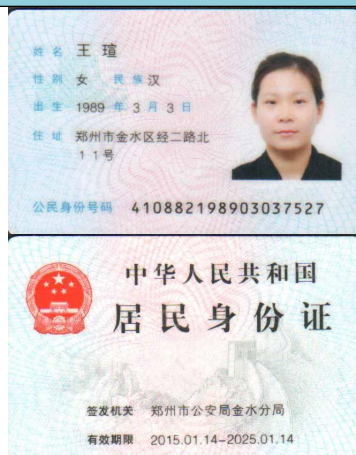 姓名 王瑄
性别 女 民族 汉
出生 1989 年 3 月 3 日
住址 郑州市金水区经二路北
11号
公民身份号码 410882198903037527
中华人民共和国
居民身份证
签发机关 郑州市公安局金水分局
有效期限 2015.01.14-2025.01.14